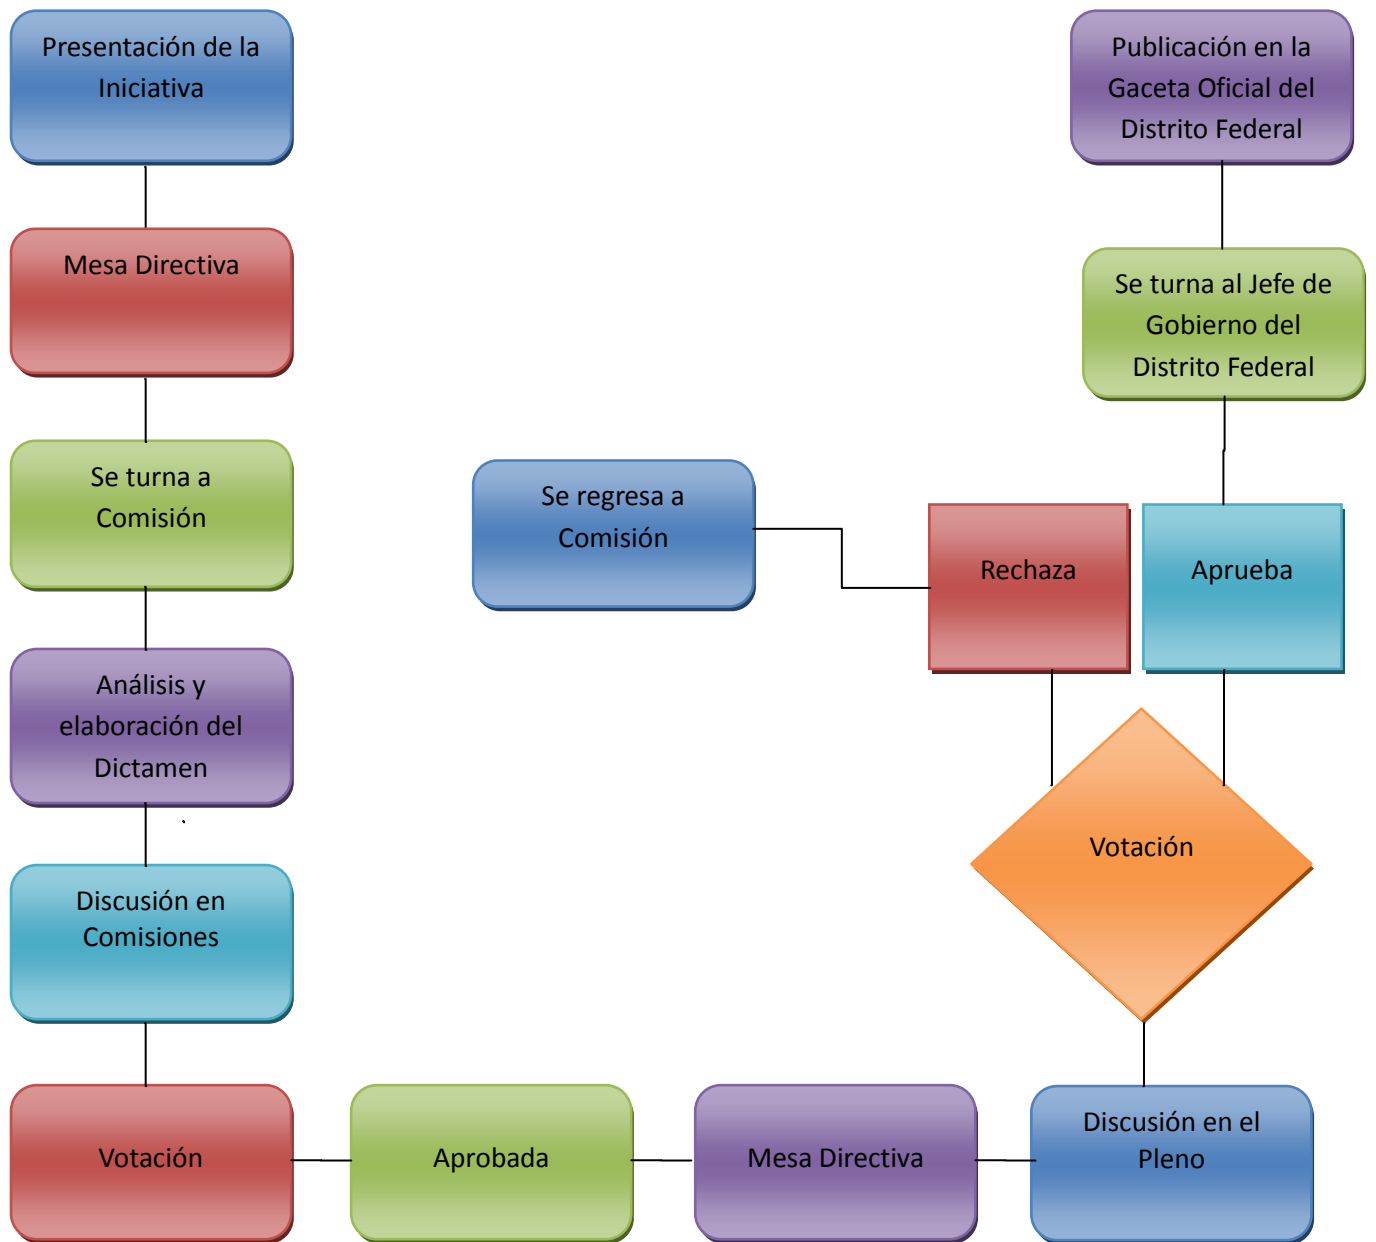 Presentación de la
Iniciativa
Mesa Directiva
Se turna a
Comisión
Análisis y
elaboración del
Dictamen
Discusión en
Comisiones
Votación
Aprobada
Mesa Directiva
Discusión en el
Pleno
Votación
Rechaza
Aprueba
Se regresa a
Comisión
Se turna al Jefe de
Gobierno del
Distrito Federal
Publicación en la
Gaceta Oficial del
Distrito Federal